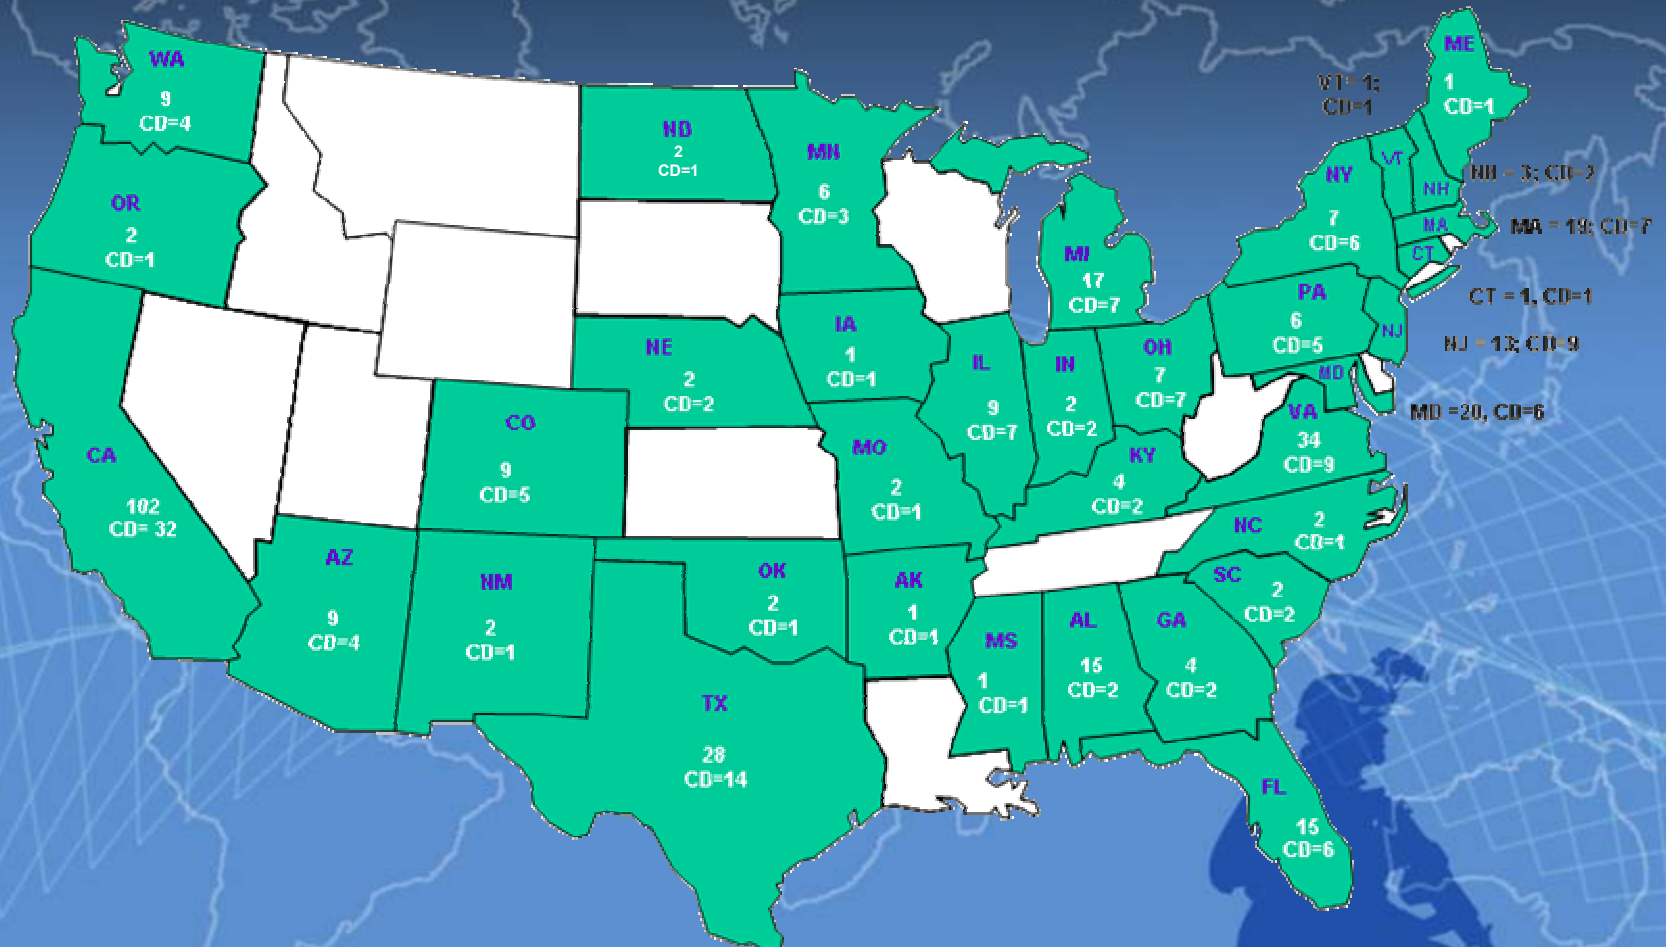 WA
9
CD=4
OR
2
CD=1
CA
102
CD= 32
AZ
9
CD=4
NM
2
CD=1
CO
9
CD=5
ND
2
CD=1
NE
2
CD=2
MN
6
CD=3
IA
1
CD=1
MO
2
CD=1
OK
2
CD=1
AK
1
CD=1
TX
28
CD=14
MS
1
CD=1
AL
15
CD=2
GA
4
CD=2
FL
15
CD=6
SC
2
CD=2
NC
2
CD=1
KY
4
CD=2
IL
9
CD=7
IN
2
CD=2
MI
17
CD=7
OH
7
CD=7
VA
34
CD=9
PA
6
CD=5
NY
7
CD=6
ME
1
CD=1
VT= 1;
CD=1
VT
NH
NH = 3; CD=2
MA
MA = 19; CD=7
CT
CT = 1, CD=1
NJ
NJ = 13; CD=9
MD
MD =20, CD=6